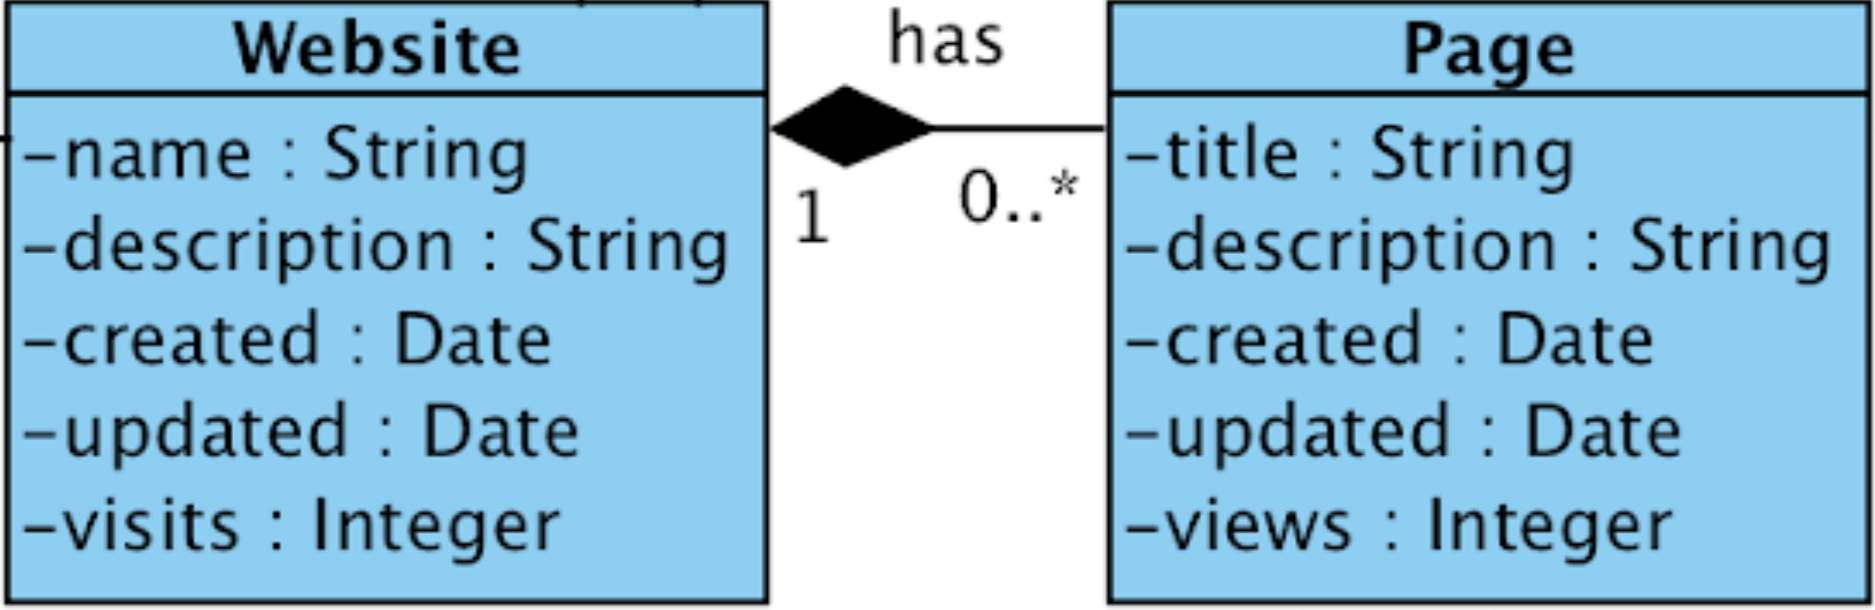 Website
-name : String
-description : String
-created : Date
-updated : Date
-visits : Integer
has
1
0..*
Page
-title : String
-description : String
-created : Date
-updated : Date
-views : Integer